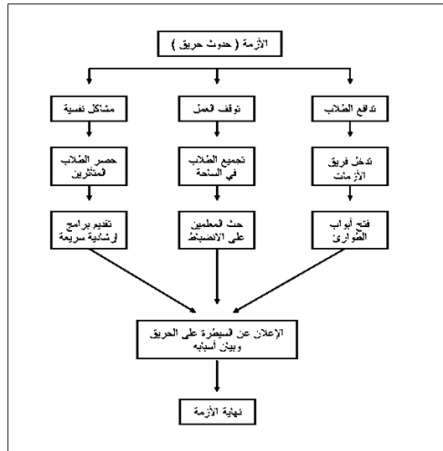 الأزمة ( حدوث حريق )
تدافع الطلاب
توقف العمل
مشاكل نفسية
تدخل فريق
الأزمات
تجميع الطلاب
في الساحة
حصر الطلاب
المتأثرين
فتح أبواب
الطوارئ
حث المعلمين
على الانضباط
تقديم برامج
إرشادية سريعة
الإعلان عن السيطرة على الحريق
وبيان أسبابه
نهاية الأزمة